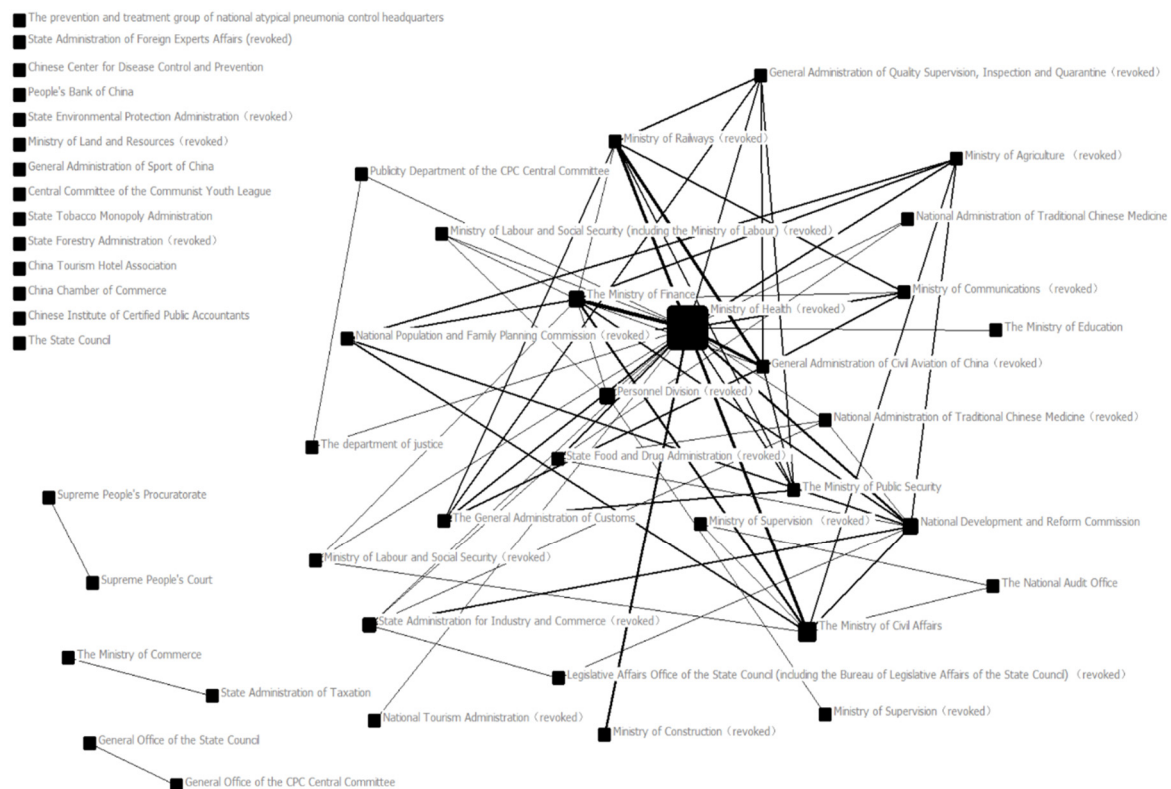 The prevention and treatment group of national atypical pneumonia control headquarters
State Administration of Foreign Experts Affairs (revoked)
Chinese Center for Disease Control and Prevention
People's Bank of China
State Environmental Protection Administration（revoked）
Ministry of Land and Resources（revoked）
General Administration of Sport of China
Central Committee of the Communist Youth League
State Tobacco Monopoly Administration
State Forestry Administration（revoked）
China Tourism Hotel Association
China Chamber of Commerce
Chinese Institute of Certified Public Accountants
The State Council
General Administration of Quality Supervision, Inspection and Quarantine（revoked）
Ministry of Railways（revoked）
Ministry of Agriculture （revoked）
Publicity Department of the CPC Central Committee
National Administration of Traditional Chinese Medicine
Ministry of Labour and Social Security (including the Ministry of Labour)（revoked）
The Ministry of Finance
Ministry of Communications （revoked）
Ministry of Health（revoked）
The Ministry of Education
National Population and Family Planning Commission（revoked）
General Administration of Civil Aviation of China（revoked）
Personnel Division（revoked）
National Administration of Traditional Chinese Medicine（revoked）
The department of justice
State Food and Drug Administration（revoked）
The Ministry of Public Security
Supreme People's Procuratorate
The General Administration of Customs
Ministry of Supervision （revoked）
National Development and Reform Commission
Ministry of Labour and Social Security（revoked）
Supreme People's Court
The National Audit Office
State Administration for Industry and Commerce（revoked）
The Ministry of Civil Affairs
The Ministry of Commerce
Legislative Affairs Office of the State Council (including the Bureau of Legislative Affairs of the State Council) （revoked）
State Administration of Taxation
National Tourism Administration（revoked）
Ministry of Supervision（revoked）
Ministry of Construction（revoked）
General Office of the State Council
General Office of the CPC Central Committee